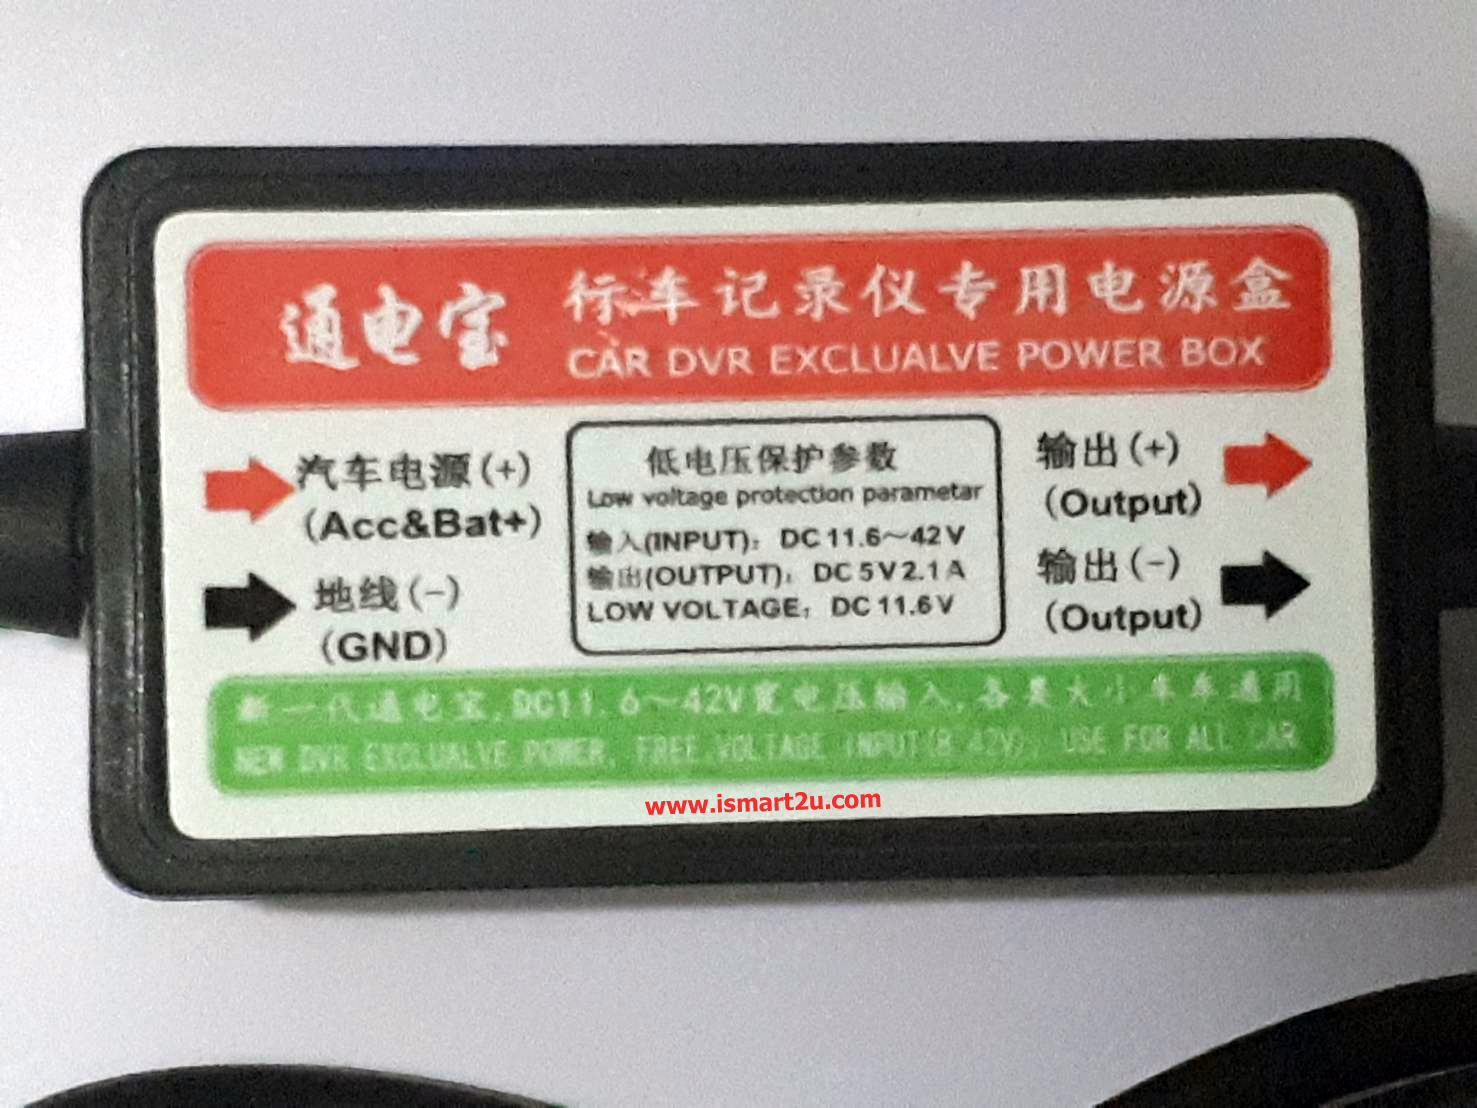 通电宝
行车记录仪专用电源盒
CAR DVR EXCLUALVE POWER BOX
汽车电源(+)
(Acc&Bat+)
地线(-)
(GND)
低电压保护参数
Low voltage protection parametar
输入(INPUT): DC 11.6~42V
输出(OUTPUT): DC 5V 2.1A
LOW VOLTAGE: DC 11.6V
输出(+)
(Output)
输出(-)
(Output)
新一代通电宝,DC11.6~42V宽电压输入,各类大小车车通用
NEW DVR EXCLUALVE POWER, FREE VOLTAGE INPUT(8 42V), USE FOR ALL CAR
www.ismart2u.com